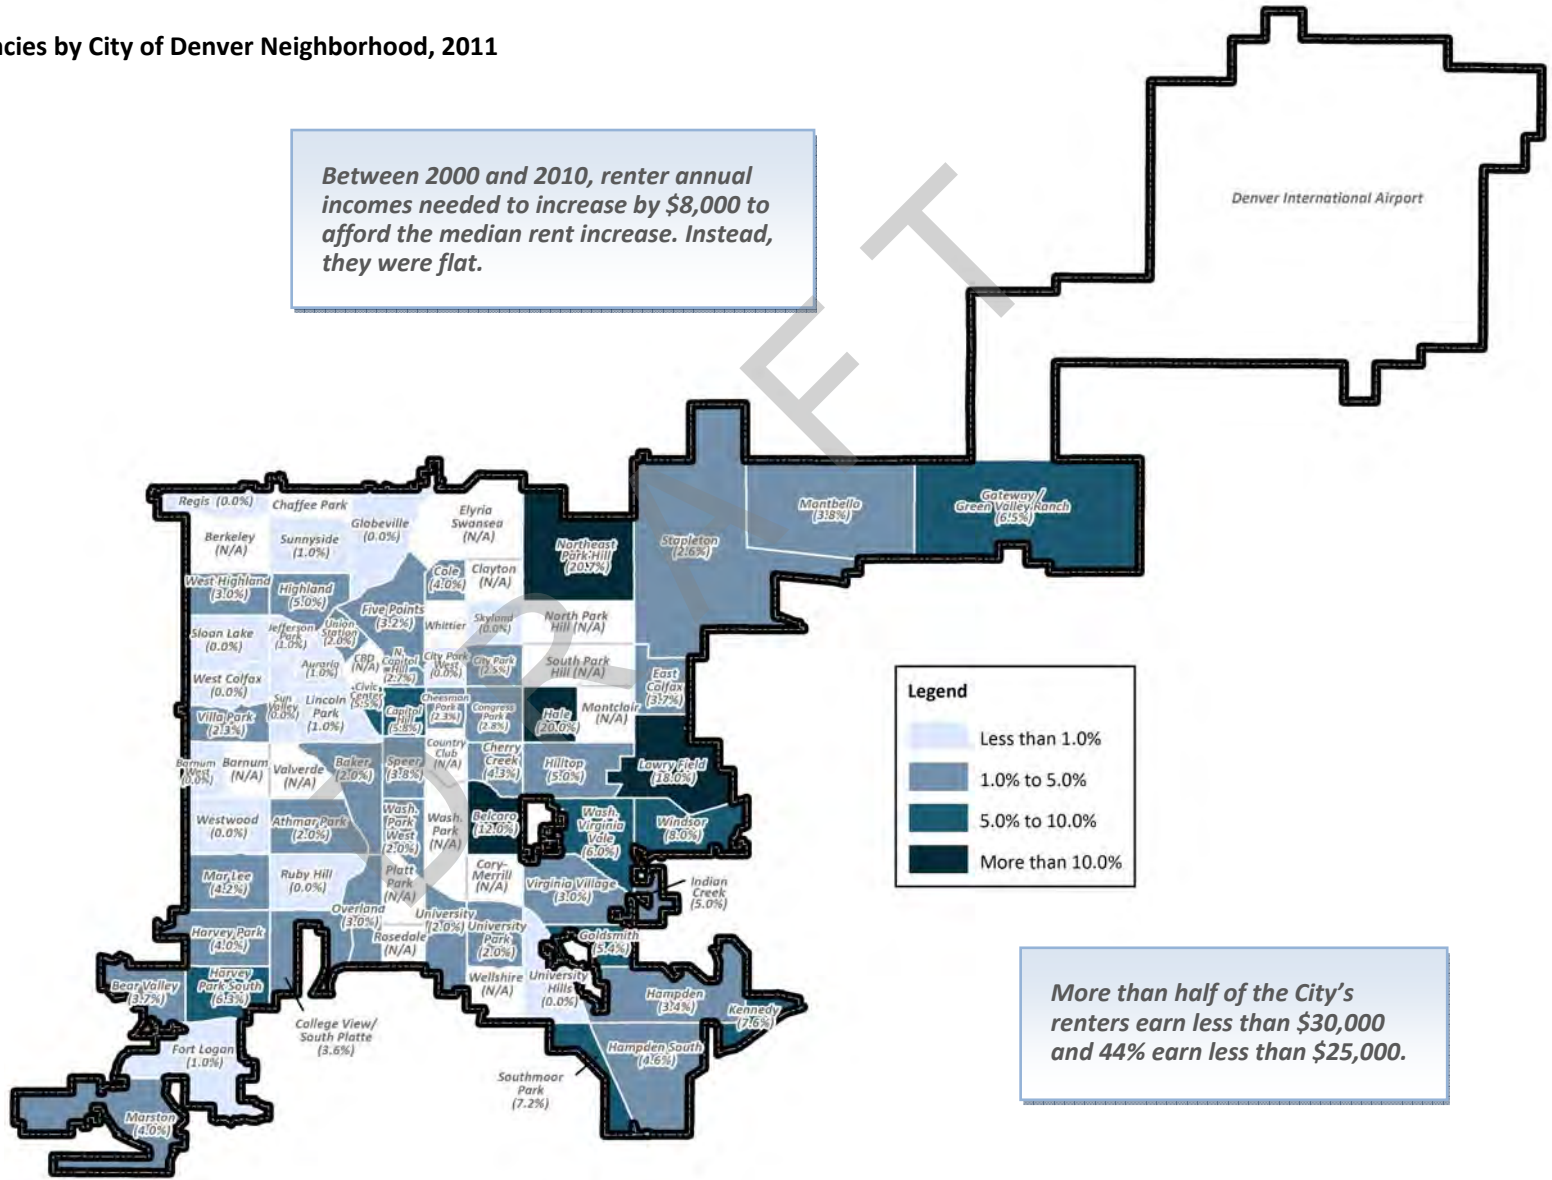 ncies by City of Denver Neighborhood, 2011
Between 2000 and 2010, renter annual
incomes needed to increase by $8,000 to
afford the median rent increase. Instead,
they were flat.
DRAFT
Denver International Airport
Regis (0.0%)
Chaffee Park
Globeville
(0.0%)
Elyria
Swansea
(N/A)
Berkeley
(N/A)
Sunnyside
(1.0%)
Northeast
Park Hill
(20.7%)
Stapleton
(2.6%)
Montbello
(3.8%)
Gateway /
Green Valley Ranch
(6.5%)
West Highland
(3.0%)
Highland
(5.0%)
Cole
(4.0%)
Clayton
(N/A)
Five Points
(3.2%)
Whittier
Skyland
(0.0%)
North Park
Hill (N/A)
Sloan Lake
(0.0%)
Jefferson
Park
(1.0%)
Union
Station
(2.0%)
Auraria
(1.0%)
CBD
(N/A)
N.
Capitol
Hill
(2.7%)
City Park
West
(0.0%)
City Park
(2.5%)
South Park
Hill (N/A)
East
Colfax
(3.7%)
West Colfax
(0.0%)
Sun
Valley
(0.0%)
Lincoln
Park
(1.0%)
Civic
Center
(5.5%)
Capitol
Hill
(5.8%)
Cheesman
Park
(2.3%)
Congress
Park
(2.8%)
Hale
(20.0%)
Montclair
(N/A)
Villa Park
(2.3%)
Barnum
West
(0.0%)
Barnum
(N/A)
Valverde
(N/A)
Baker
(2.0%)
Speer
(3.8%)
Country
Club
(N/A)
Cherry
Creek
(4.3%)
Hilltop
(5.0%)
Lowry Field
(18.0%)
Westwood
(0.0%)
Athmar Park
(2.0%)
Wash.
Park
West
(2.0%)
Wash.
Park
(N/A)
Belcaro
(12.0%)
Wash.
Virginia
Vale
(6.0%)
Windsor
(8.0%)
Mar Lee
(4.2%)
Ruby Hill
(0.0%)
Platt
Park
(N/A)
Cory-
Merrill
(N/A)
Virginia Village
(3.0%)
Indian
Creek
(5.0%)
Harvey Park
(4.0%)
Overland
(3.0%)
Rosedale
(N/A)
University
(2.0%)
University
Park
(2.0%)
Goldsmith
(5.4%)
Bear Valley
(3.7%)
Harvey
Park South
(6.3%)
Wellshire
(N/A)
University
Hills
(0.0%)
Hampden
(3.4%)
Kennedy
(7.6%)
College View/
South Platte
(3.6%)
Fort Logan
(1.0%)
Hampden South
(4.6%)
Southmoor
Park
(7.2%)
Marston
(4.0%)
Legend
Less than 1.0%
1.0% to 5.0%
5.0% to 10.0%
More than 10.0%
More than half of the City's
renters earn less than $30,000
and 44% earn less than $25,000.